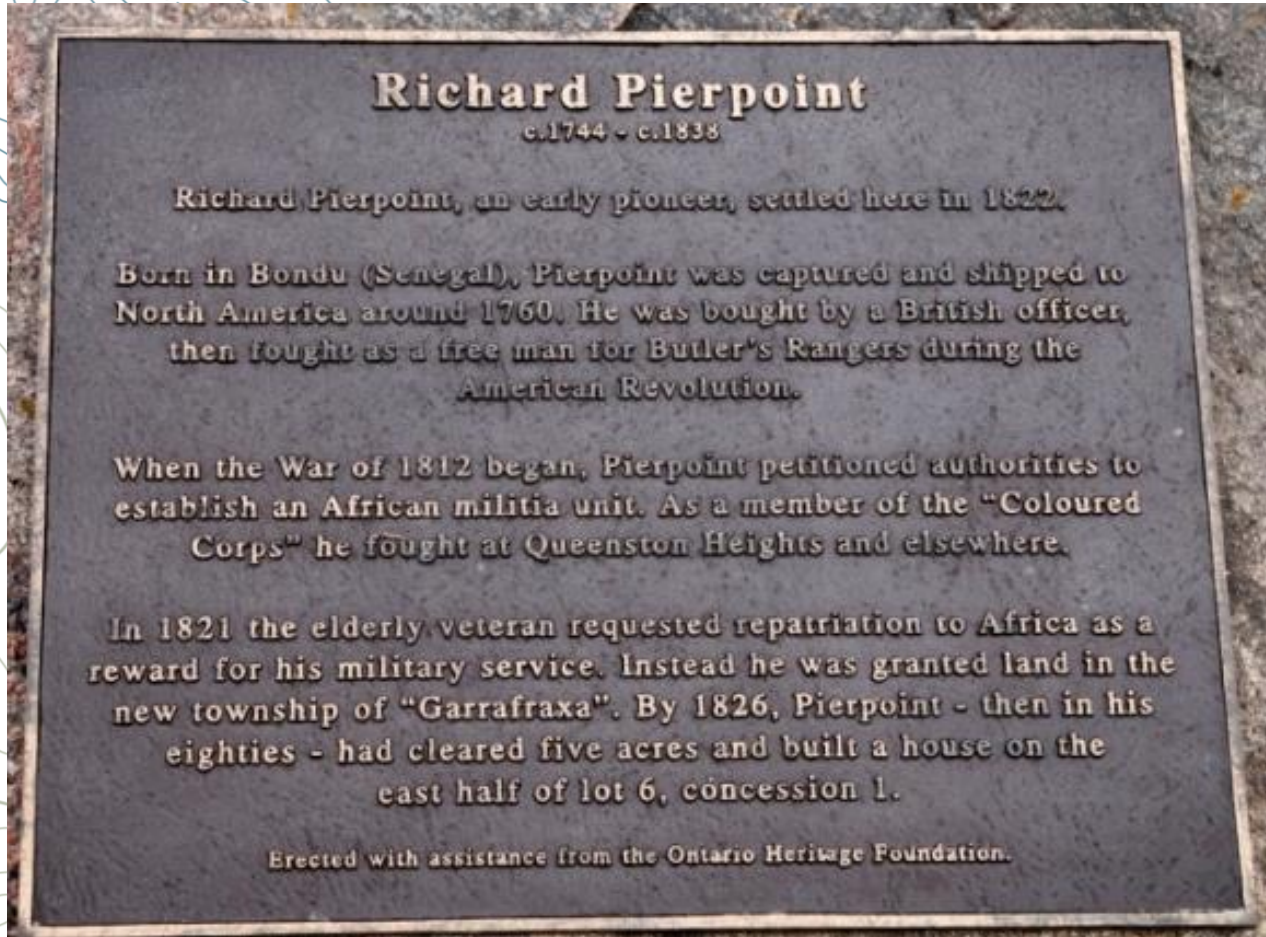 Richard Pierpoint
c.1744 - c.1838
Richard Pierpoint, an early pioneer, settled here in 1822.
Born in Bondu (Senegal), Pierpoint was captured and shipped to
North America around 1760. He was bought by a British officer,
then fought as a free man for Butler's Rangers during the
American Revolution.
When the War of 1812 began, Pierpoint petitioned authorities to
establish an African militia unit. As a member of the “Coloured
Corps” he fought at Queenston Heights and elsewhere.
In 1821 the elderly veteran requested repatriation to Africa as a
reward for his military service. Instead he was granted land in the
new township of “Garrafraxa”. By 1826, Pierpoint - then in his
eighties - had cleared five acres and built a house on the
east half of lot 6, concession 1.
Erected with assistance from the Ontario Heritage Foundation.